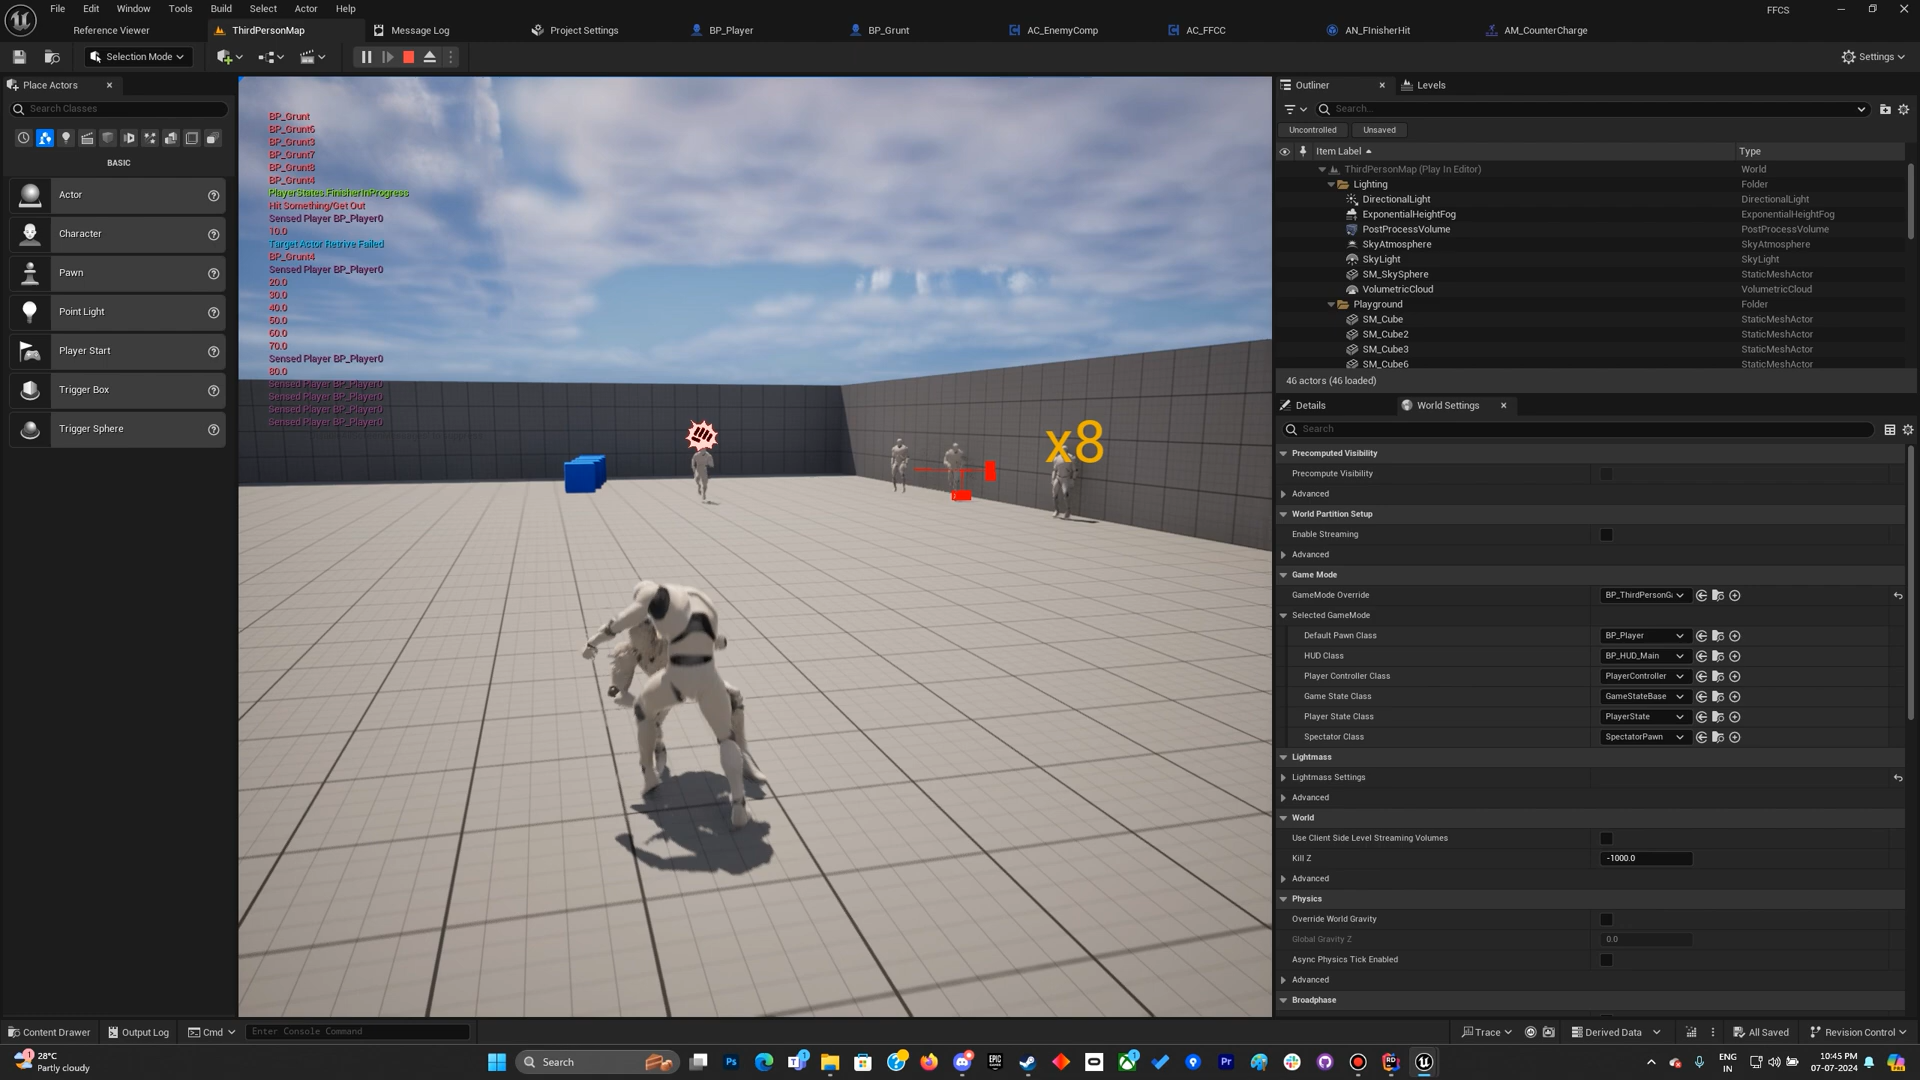 File Edit Window Tools Build Select Actor Help
FFCS
Reference Viewer ThirdPersonMap Message Log Project Settings BP_Player BP_Grunt AC_EnemyComp AC_FFCC AN_FInisherHit AM_CounterCharge
Selection Mode
Settings
Place Actors
Search Classes
BASIC
Actor
Character
Pawn
Point Light
Player Start
Trigger Box
Trigger Sphere
BP_Grunt
BP_Grunt6
BP_Grunt3
BP_Grunt7
BP_Grunt8
BP_Grunt4
PlayerStates.FinisherInProgress
Hit Something/Get Out
Sensed Player BP_Player0
10.0
Target Actor Retrive Failed
BP_Grunt4
Sensed Player BP_Player0
20.0
30.0
40.0
50.0
60.0
70.0
Sensed Player BP_Player0
80.0
Sensed Player BP_Player0
Sensed Player BP_Player0
Sensed Player BP_Player0
Sensed Player BP_Player0
x8
Outliner Levels
Search...
Uncontrolled Unsaved
Item Label Type
ThirdPersonMap (Play In Editor) World
Lighting Folder
DirectionalLight DirectionalLight
ExponentialHeightFog ExponentialHeightFog
PostProcessVolume PostProcessVolume
SkyAtmosphere SkyAtmosphere
SkyLight SkyLight
SM_SkySphere StaticMeshActor
VolumetricCloud VolumetricCloud
Playground Folder
SM_Cube StaticMeshActor
SM_Cube2 StaticMeshActor
SM_Cube3 StaticMeshActor
SM_Cube6 StaticMeshActor
46 actors (46 loaded)
Details World Settings
Search
Precomputed Visibility
Precompute Visibility
Advanced
World Partition Setup
Enable Streaming
Advanced
Game Mode
GameMode Override BP_ThirdPersonGa
Selected GameMode
Default Pawn Class BP_Player
HUD Class BP_HUD_Main
Player Controller Class PlayerController
Game State Class GameStateBase
Player State Class PlayerState
Spectator Class SpectatorPawn
Lightmass
Lightmass Settings
Advanced
World
Use Client Side Level Streaming Volumes
Kill Z -1000.0
Advanced
Physics
Override World Gravity
Global Gravity Z 0.0
Async Physics Tick Enabled
Advanced
Broadphase
Content Drawer Output Log Cmd Enter Console Command
Trace Derived Data All Saved Revision Control
28°C
Partly cloudy
Search
ENG
IN
10:45 PM
07-07-2024